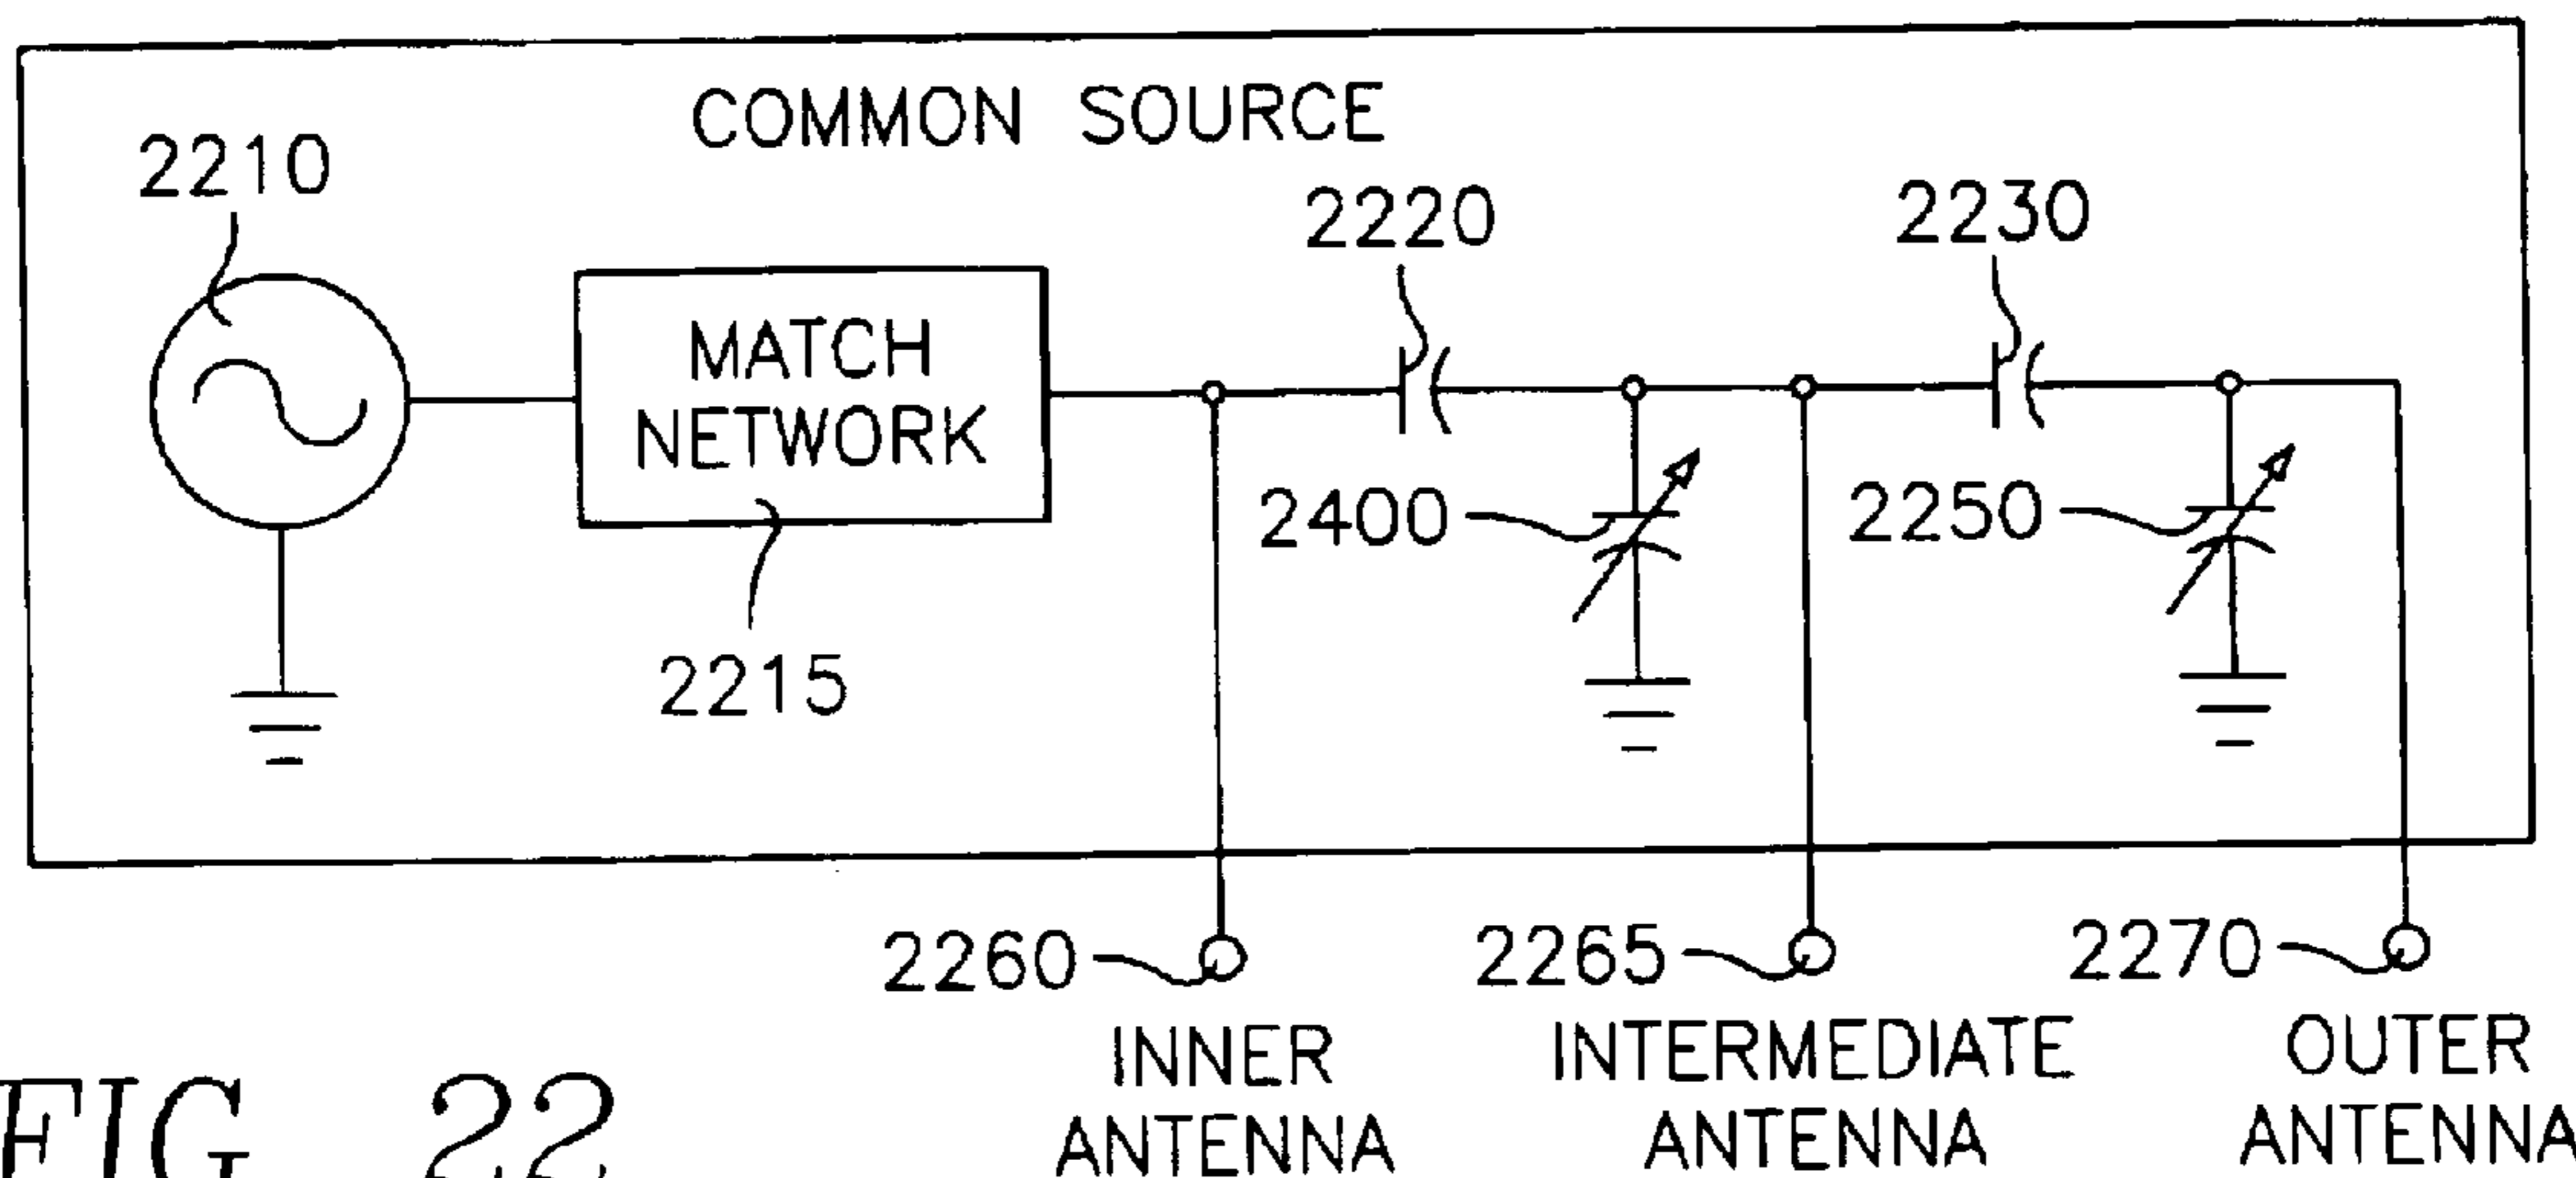 COMMON SOURCE
2210
2220
2230
MATCH
NETWORK
2400
2250
2215
2260
2265
2270
INNER
ANTENNA
INTERMEDIATE
ANTENNA
OUTER
ANTENNA
FIG 22